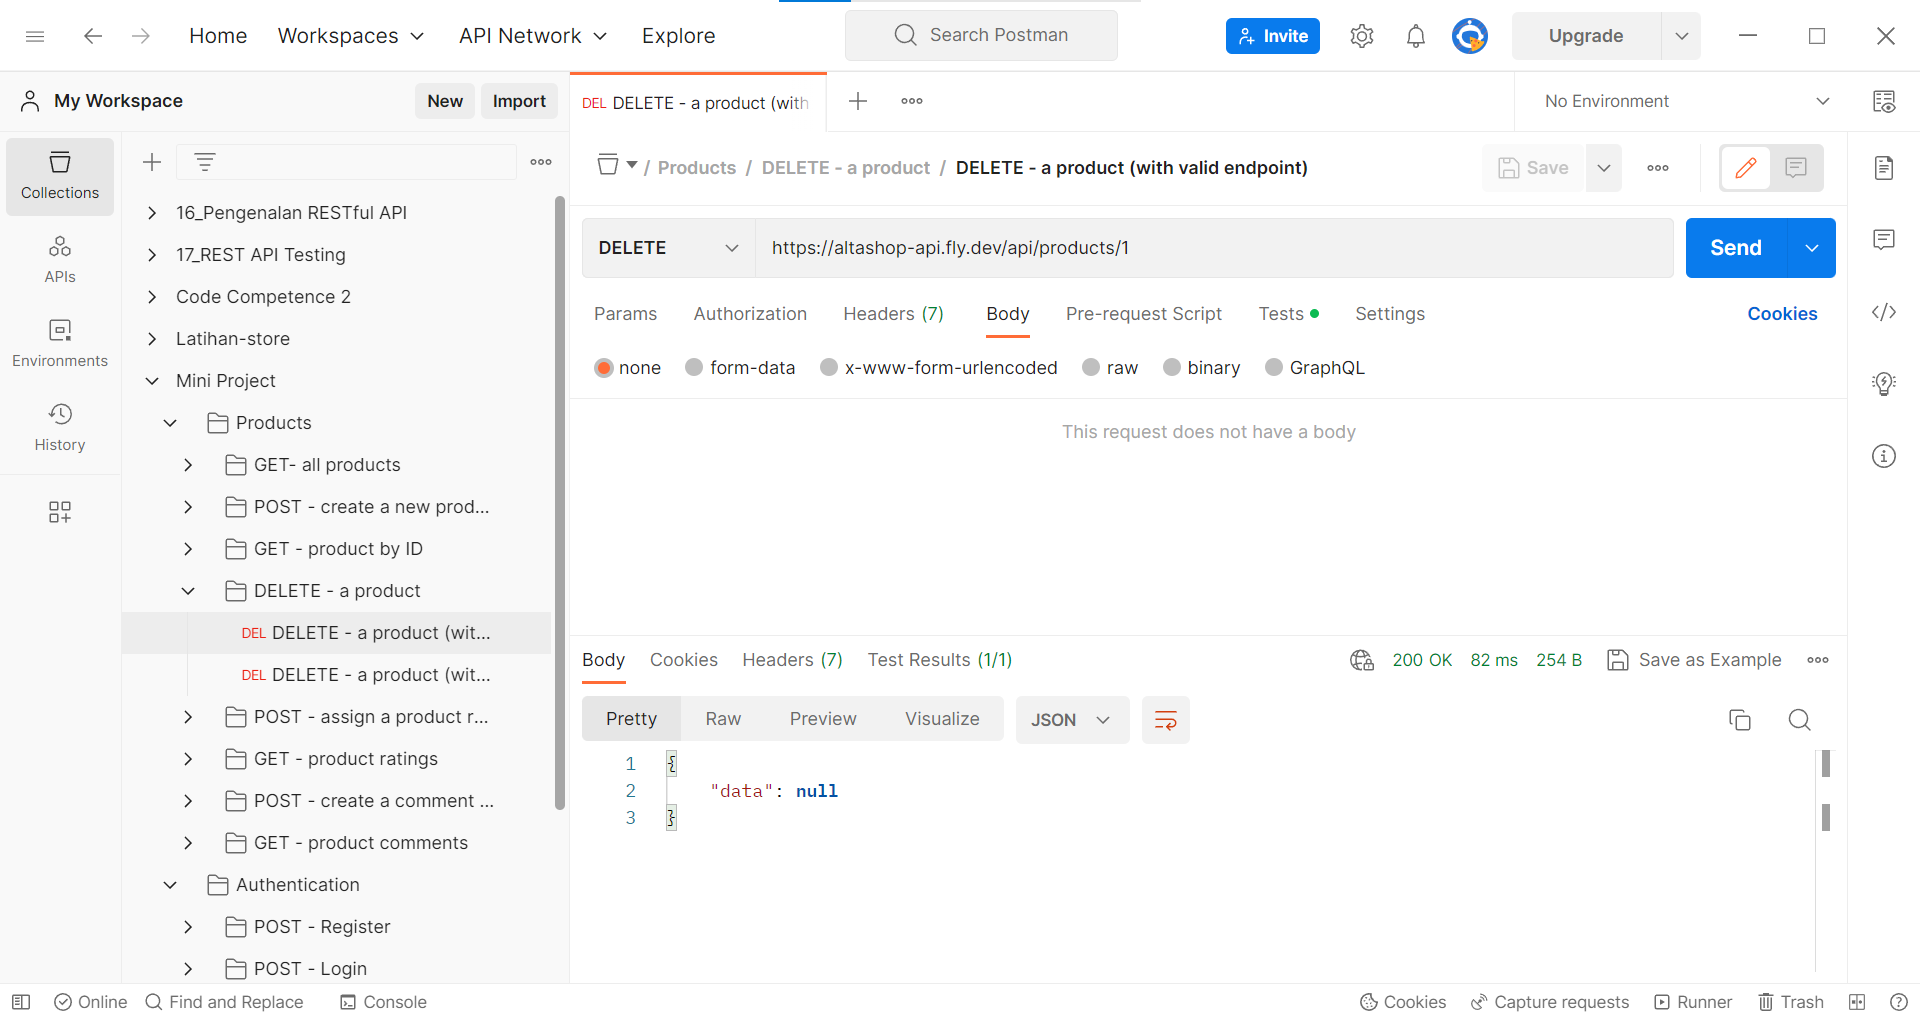 Home
Workspaces
API Network
Explore
Search Postman
Invite
Upgrade
My Workspace
New
Import
DEL DELETE - a product (with
No Environment
Collections
APIs
Environments
History
16_Pengenalan RESTful API
17_REST API Testing
Code Competence 2
Latihan-store
Mini Project
Products
GET- all products
POST - create a new prod...
GET - product by ID
DELETE - a product
DEL DELETE - a product (wit...
DEL DELETE - a product (wit...
POST - assign a product r...
GET - product ratings
POST - create a comment ...
GET - product comments
Authentication
POST - Register
POST - Login
/ Products / DELETE - a product / DELETE - a product (with valid endpoint)
Save
DELETE
https://altashop-api.fly.dev/api/products/1
Send
Params Authorization Headers (7) Body Pre-request Script Tests Settings
Cookies
none form-data x-www-form-urlencoded raw binary GraphQL
This request does not have a body
Body Cookies Headers (7) Test Results (1/1)
200 OK 82 ms 254 B Save as Example
Pretty Raw Preview Visualize JSON
1 {
2 "data": null
3 }
Online Find and Replace Console
Cookies Capture requests Runner Trash